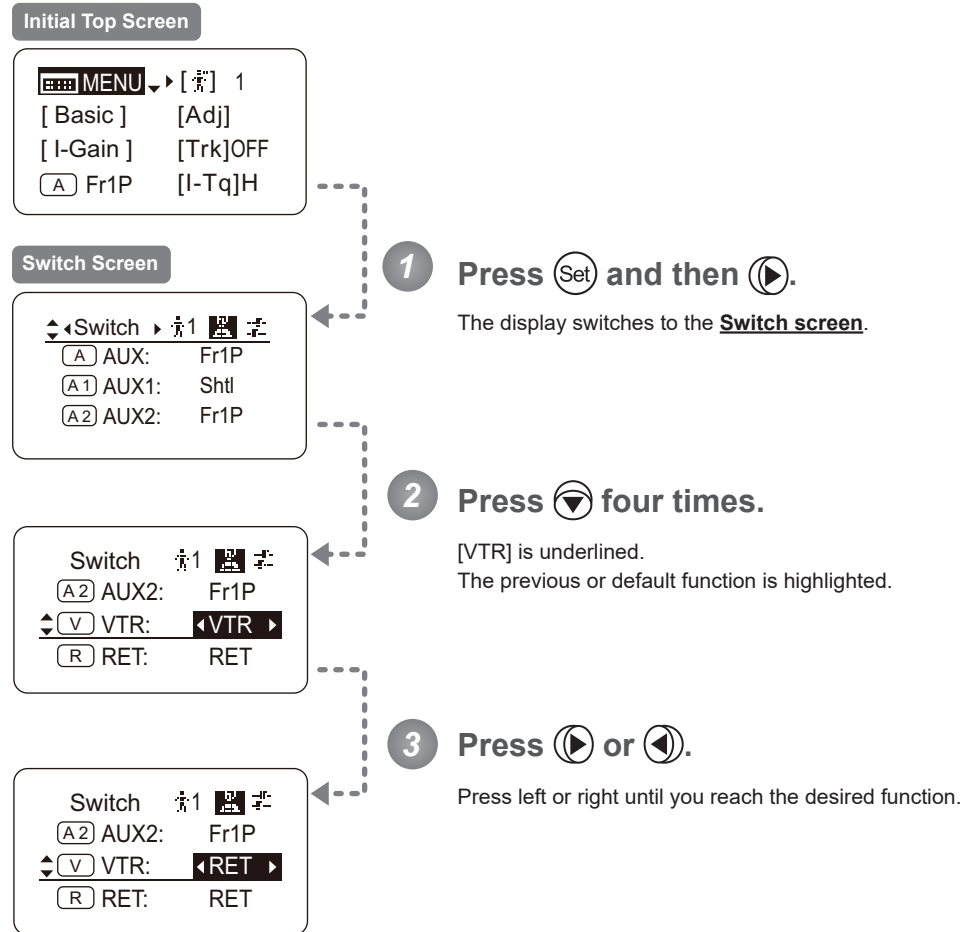 Initial Top Screen
MENU [ ] 1
[ Basic ] [Adj]
[ I-Gain ] [Trk]OFF
A Fr1P [I-Tq]H
Switch Screen
Switch 1
A AUX: Fr1P
A1 AUX1: Shtl
A2 AUX2: Fr1P
1 Press Set and then .
The display switches to the Switch screen.
2 Press four times.
[VTR] is underlined.
The previous or default function is highlighted.
Switch 1
A2 AUX2: Fr1P
V VTR: VTR
R RET: RET
3 Press or .
Press left or right until you reach the desired function.
Switch 1
A2 AUX2: Fr1P
V VTR: RET
R RET: RET